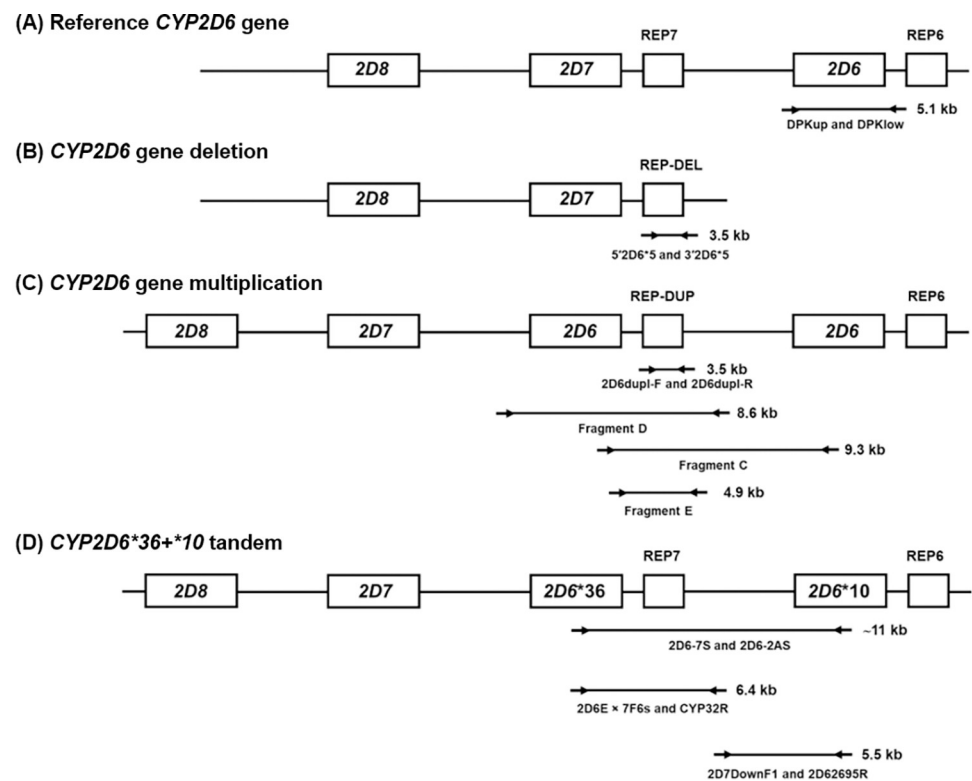 (A) Reference CYP2D6 gene
REP7 REP6
2D8 2D7 2D6
5.1 kb
DPKup and DPKlow
(B) CYP2D6 gene deletion
REP-DEL
2D8 2D7
3.5 kb
5'2D6*5 and 3'2D6*5
(C) CYP2D6 gene multiplication
REP-DUP REP6
2D8 2D7 2D6 2D6
3.5 kb
2D6dupl-F and 2D6dupl-R
8.6 kb
Fragment D
9.3 kb
Fragment C
4.9 kb
Fragment E
(D) CYP2D6*36+*10 tandem
REP7 REP6
2D8 2D7 2D6*36 2D6*10
~11 kb
2D6-7S and 2D6-2AS
6.4 kb
2D6E × 7F6s and CYP32R
5.5 kb
2D7DownF1 and 2D62695R